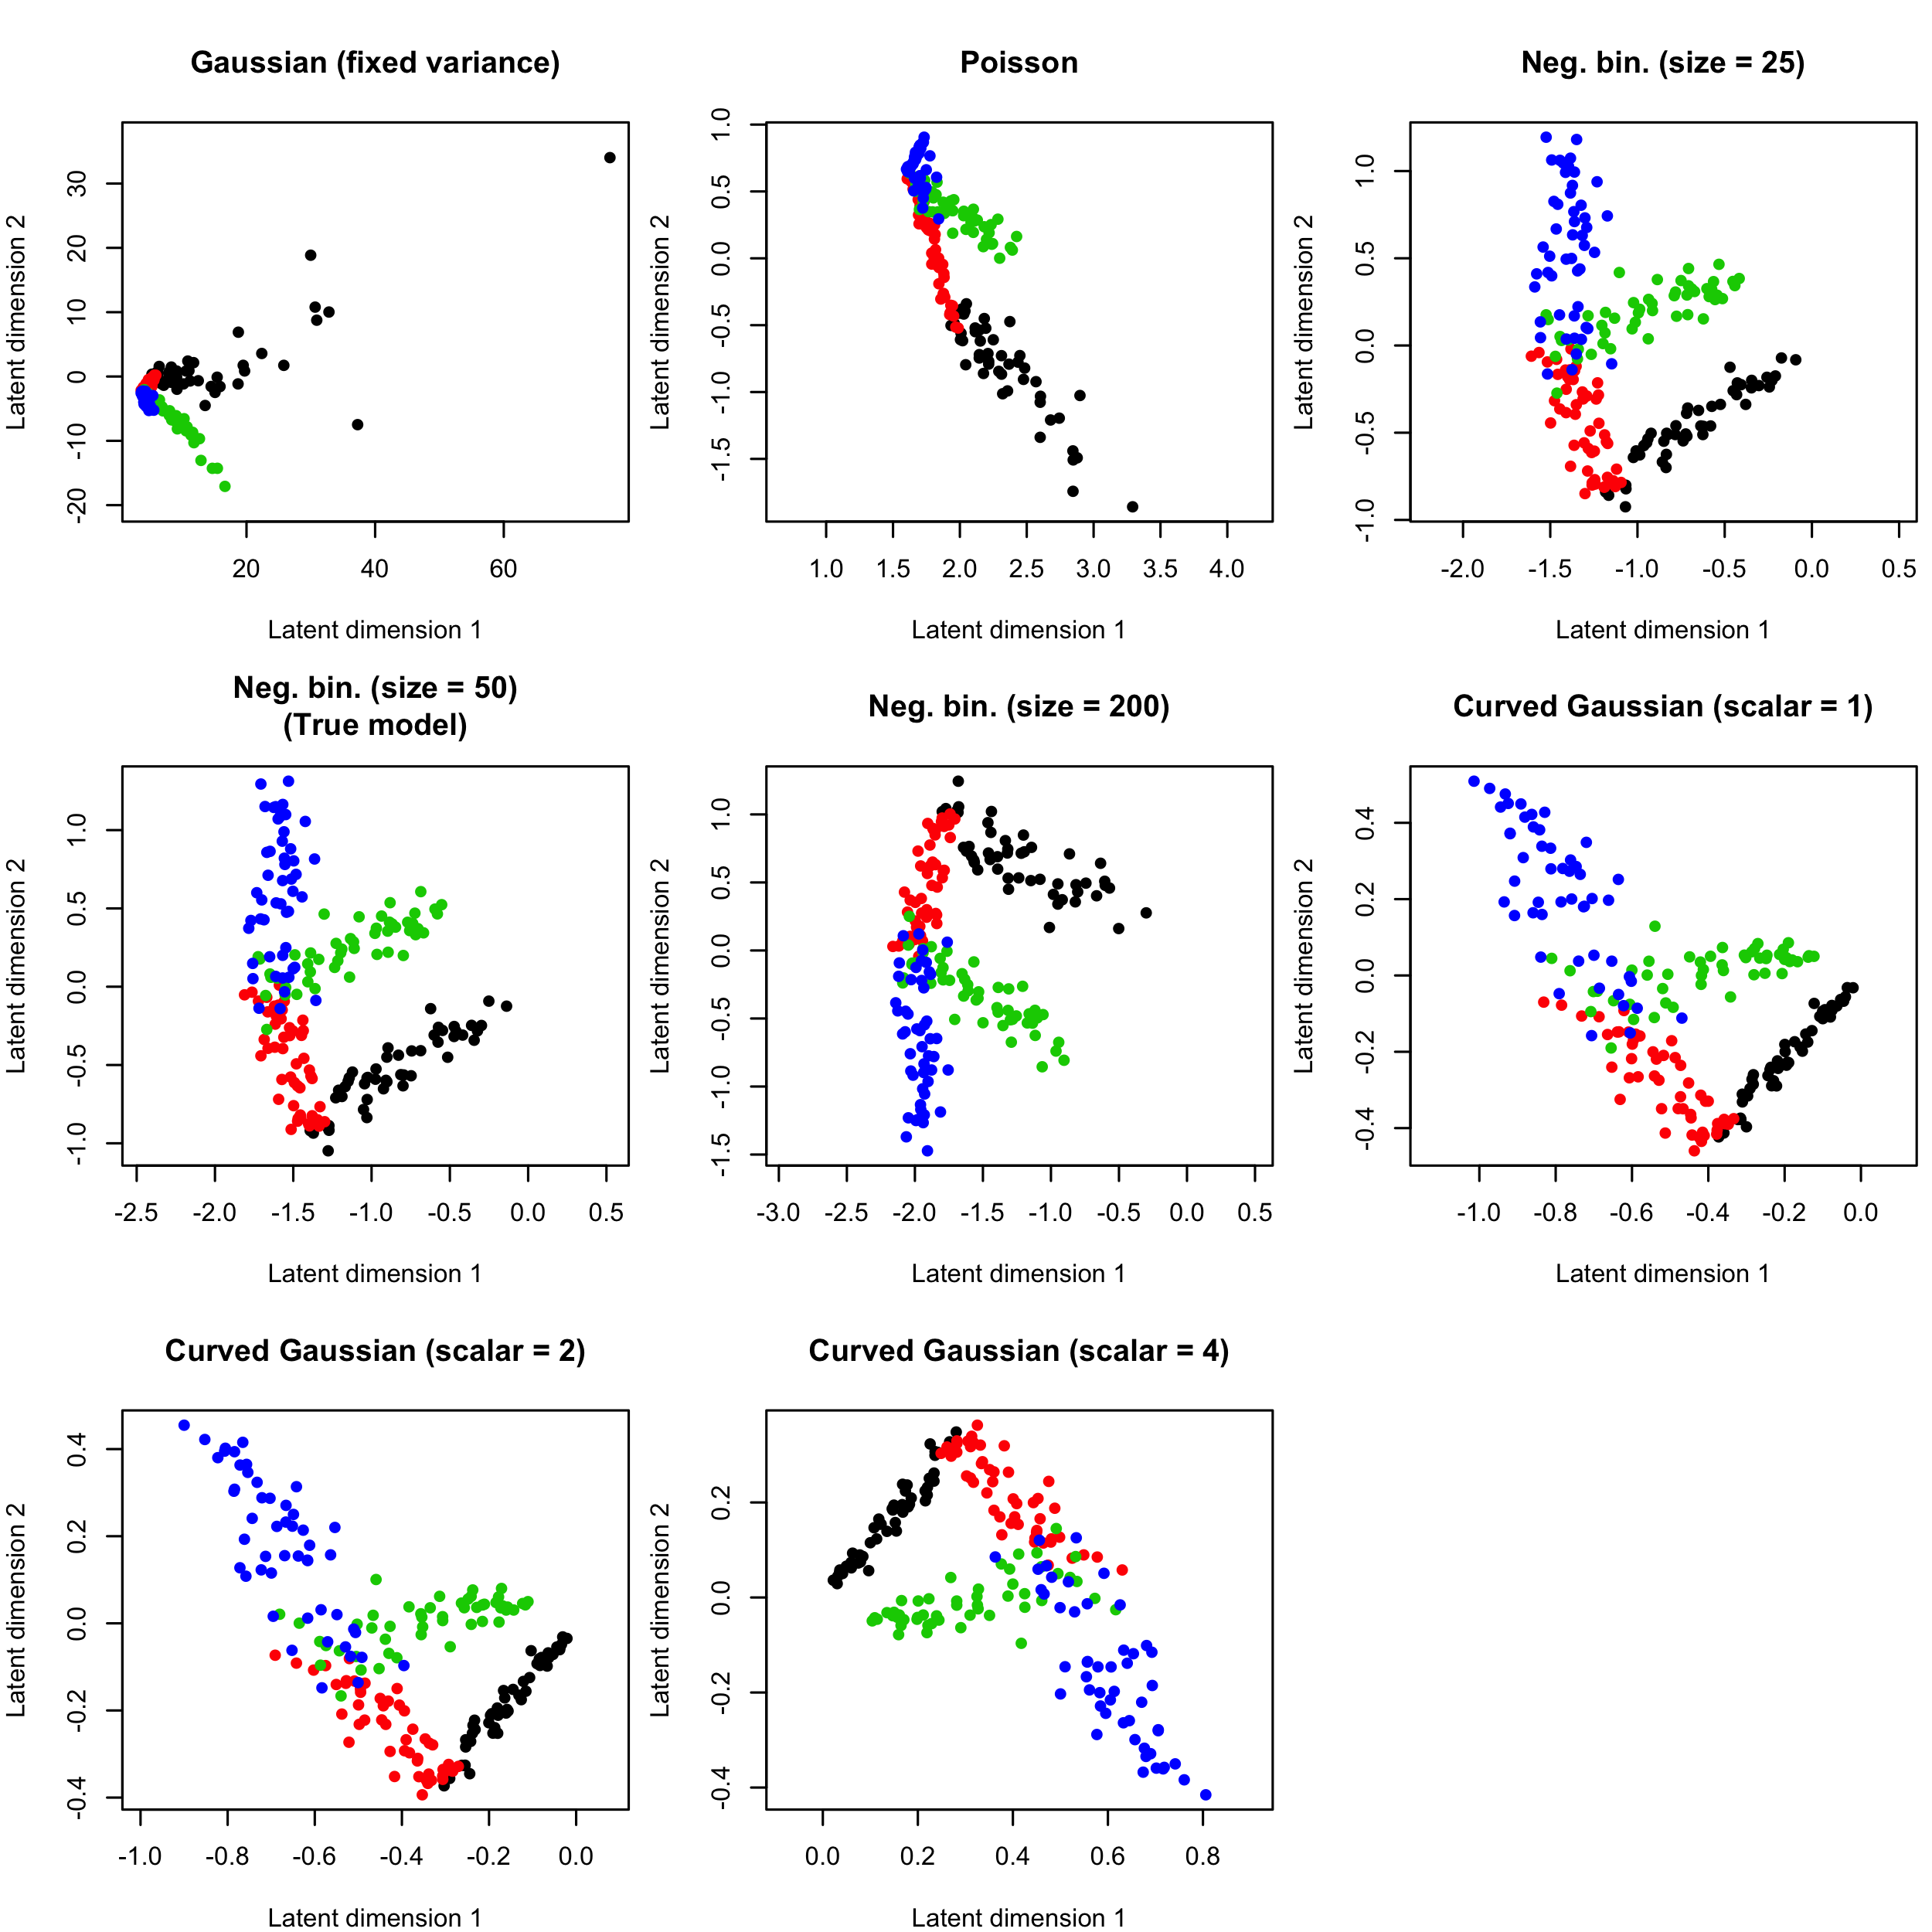 Gaussian (fixed variance)
Latent dimension 2
30
20
10
0
-10
-20
20 40 60
Latent dimension 1
Poisson
Latent dimension 2
1.0
0.5
0.0
-0.5
-1.0
-1.5
1.0 1.5 2.0 2.5 3.0 3.5 4.0
Latent dimension 1
Neg. bin. (size = 25)
Latent dimension 2
1.0
0.5
0.0
-0.5
-1.0
-2.0 -1.5 -1.0 -0.5 0.0 0.5
Latent dimension 1
Neg. bin. (size = 50)
(True model)
Latent dimension 2
1.0
0.5
0.0
-0.5
-1.0
-2.5 -2.0 -1.5 -1.0 -0.5 0.0 0.5
Latent dimension 1
Neg. bin. (size = 200)
Latent dimension 2
1.0
0.5
0.0
-0.5
-1.0
-1.5
-3.0 -2.5 -2.0 -1.5 -1.0 -0.5 0.0 0.5
Latent dimension 1
Curved Gaussian (scalar = 1)
Latent dimension 2
0.4
0.2
0.0
-0.2
-0.4
-1.0 -0.8 -0.6 -0.4 -0.2 0.0
Latent dimension 1
Curved Gaussian (scalar = 2)
Latent dimension 2
0.4
0.2
0.0
-0.2
-0.4
-1.0 -0.8 -0.6 -0.4 -0.2 0.0
Latent dimension 1
Curved Gaussian (scalar = 4)
Latent dimension 2
0.2
0.0
-0.2
-0.4
0.0 0.2 0.4 0.6 0.8
Latent dimension 1